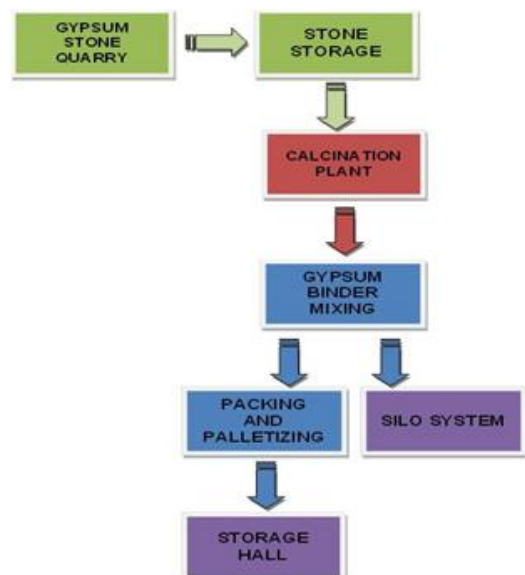 GYPSUM
STONE
QUARRY
STONE
STORAGE
CALCINATION
PLANT
GYPSUM
BINDER
MIXING
PACKING
AND
PALLETIZING
SILO SYSTEM
STORAGE
HALL